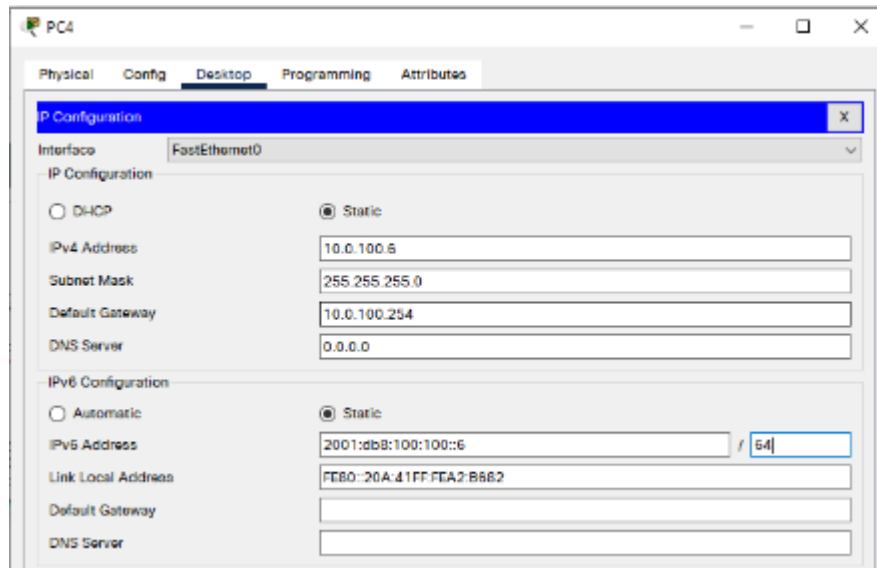 PC4
Physical Config Desktop Programming Attributes
IP Configuration X
Interface FastEthernet0
IP Configuration
DHCP Static
IPv4 Address 10.0.100.6
Subnet Mask 255.255.255.0
Default Gateway 10.0.100.254
DNS Server 0.0.0.0
IPv6 Configuration
Automatic Static
IPv6 Address 2001:db8:100:100::6 / 64
Link Local Address FE80::20A:41FF:FEA2:B682
Default Gateway
DNS Server